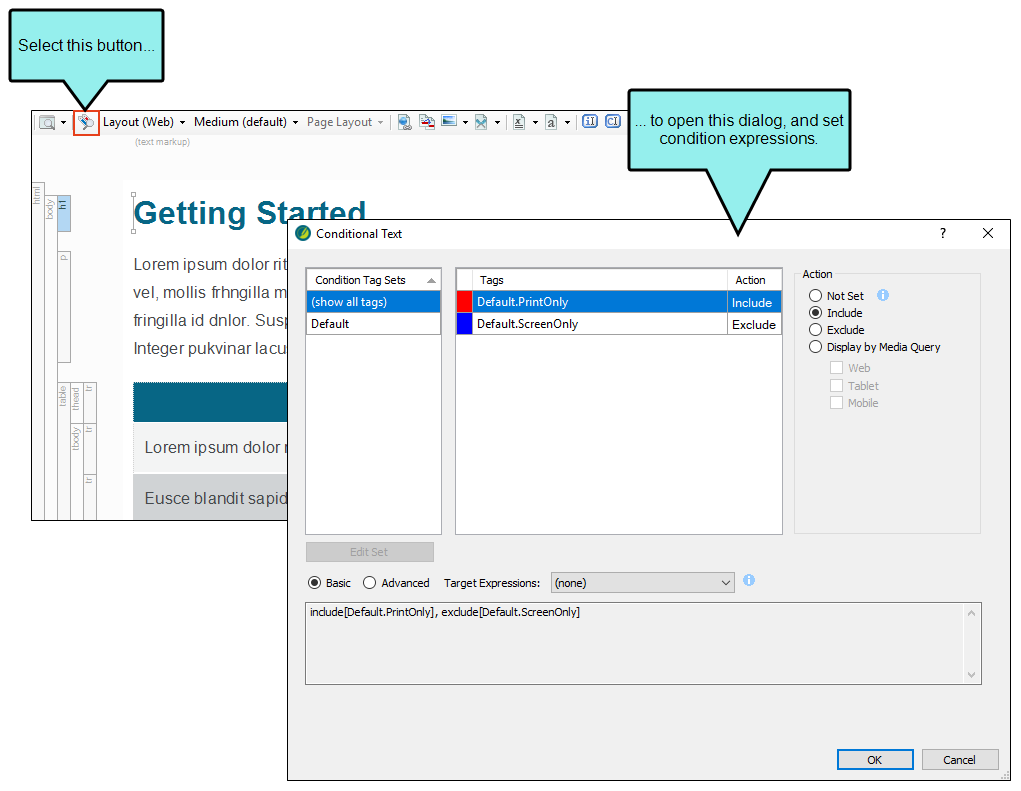 Select this button...
... to open this dialog, and set
condition expressions.
Layout (Web)
Medium (default)
Page Layout
(text markup)
html
body
h1
Getting Started
p
Lorem ipsum dolor rit
vel, mollis frhngilla m
fringilla id dnlor. Susp
Integer pukvinar lacus
table
thead
tr
tbody
tr
Lorem ipsum dolor
tr
Eusce blandit sapid
Conditional Text
?
Condition Tag Sets
(show all tags)
Default
Tags Action
Default.PrintOnly Include
Default.ScreenOnly Exclude
Action
Not Set
Include
Exclude
Display by Media Query
Web
Tablet
Mobile
Edit Set
Basic Advanced Target Expressions: (none)
include[Default.PrintOnly], exclude[Default.ScreenOnly]
OK Cancel